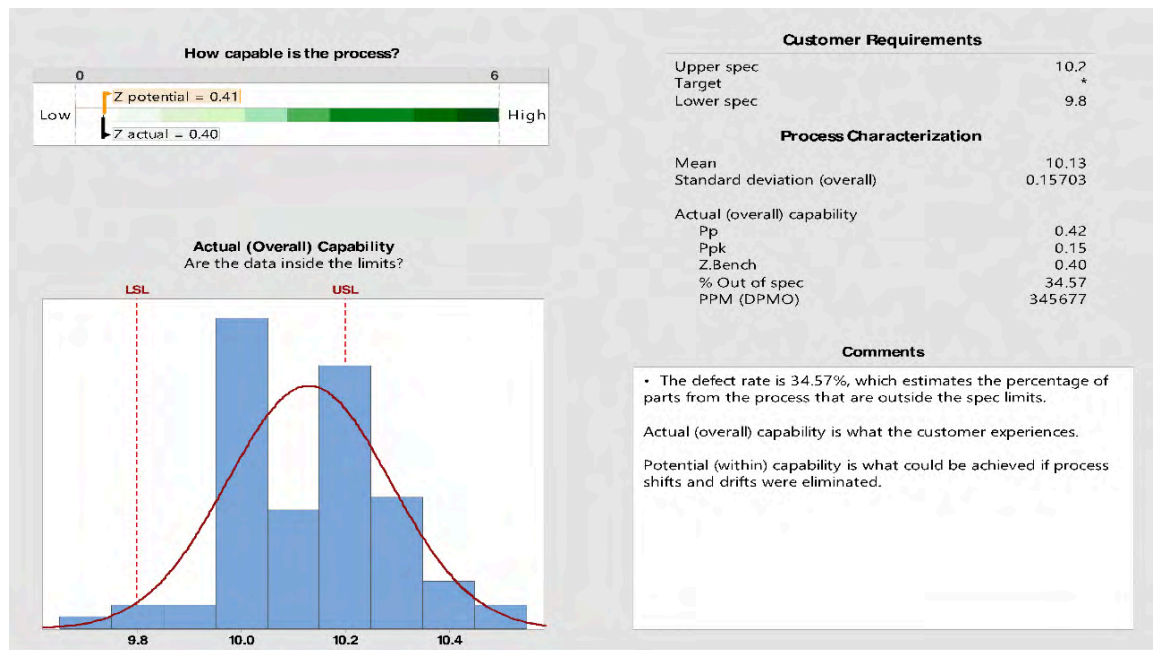 How capable is the process?
0 6
Z potential = 0.41
Low High
Z actual = 0.40
Actual (Overall) Capability
Are the data inside the limits?
LSL USL
9.8 10.0 10.2 10.4
Customer Requirements
Upper spec 10.2
Target *
Lower spec 9.8
Process Characterization
Mean 10.13
Standard deviation (overall) 0.15703
Actual (overall) capability
Pp 0.42
Ppk 0.15
Z.Bench 0.40
% Out of spec 34.57
PPM (DPMO) 345677
Comments
• The defect rate is 34.57%, which estimates the percentage of
parts from the process that are outside the spec limits.
Actual (overall) capability is what the customer experiences.
Potential (within) capability is what could be achieved if process
shifts and drifts were eliminated.